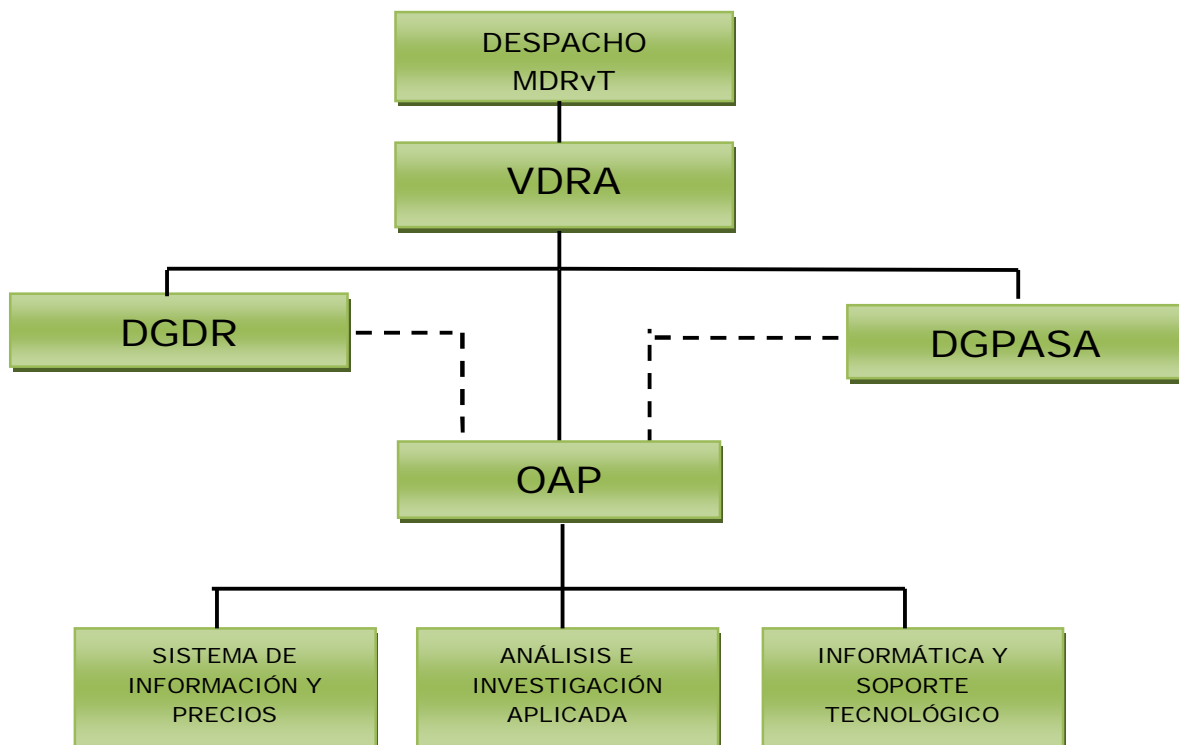 DESPACHO
MDRyT
VDRA
DGDR
DGPASA
OAP
SISTEMA DE
INFORMACIÓN Y
PRECIOS
ANÁLISIS E
INVESTIGACIÓN
APLICADA
INFORMÁTICA Y
SOPORTE
TECNOLÓGICO